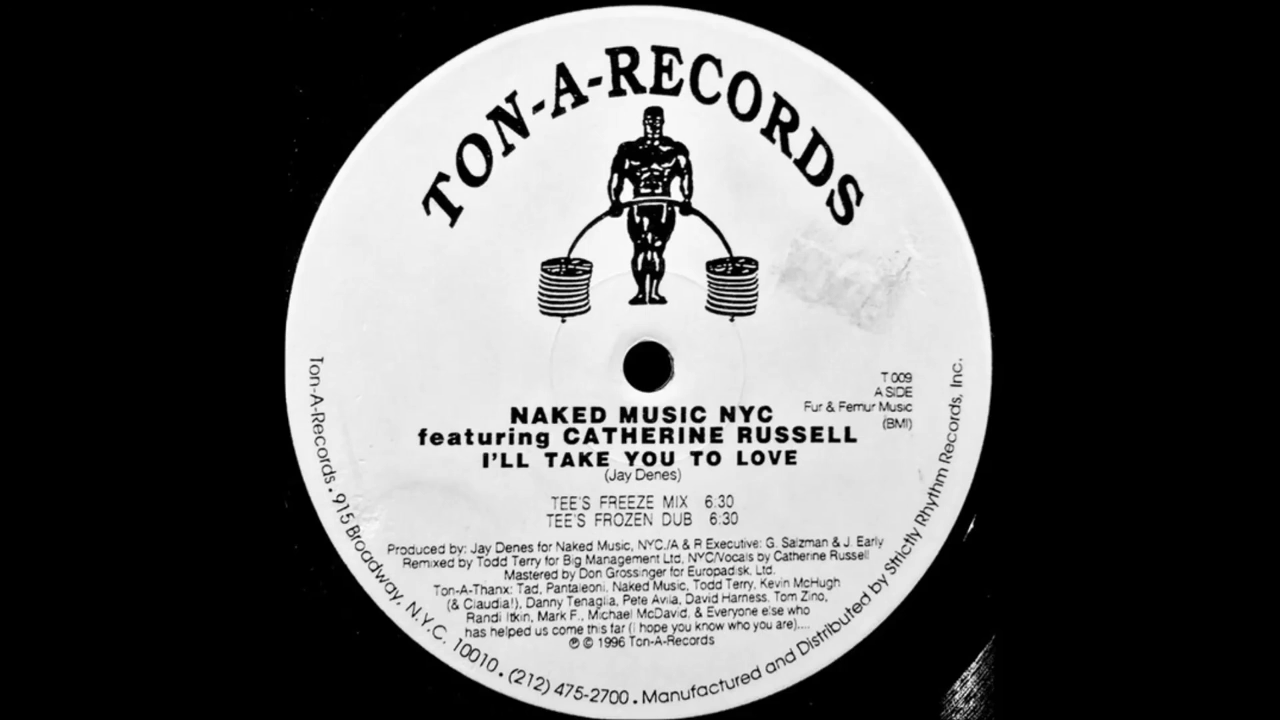 TON-A-RECORDS
T 009
A SIDE
Fur & Femur Music
(BMI)
NAKED MUSIC NYC
featuring CATHERINE RUSSELL
I'LL TAKE YOU TO LOVE
(Jay Denes)
TEE'S FREEZE MIX 6:30
TEE'S FROZEN DUB 6:30
Produced by: Jay Denes for Naked Music, NYC./A & R Executive: G. Salzman & J. Early
Remixed by Todd Terry for Big Management Ltd, NYC/Vocals by Catherine Russell
Mastered by Don Grossinger for Europadisk, Ltd.
Ton-A-Thanx: Tad, Pantaleoni, Naked Music, Todd Terry, Kevin McHugh
(& Claudia!), Danny Tenaglia, Pete Avila, David Harness, Tom Zino,
Randi Itkin, Mark F., Michael McDavid, & Everyone else who
has helped us come this far (i hope you know who you are)....
℗ © 1996 Ton-A-Records
Ton-A-Records • 915 Broadway, N.Y.C. 10010 • (212) 475-2700 • Manufactured and Distributed by Strictly Rhythm Records, Inc.